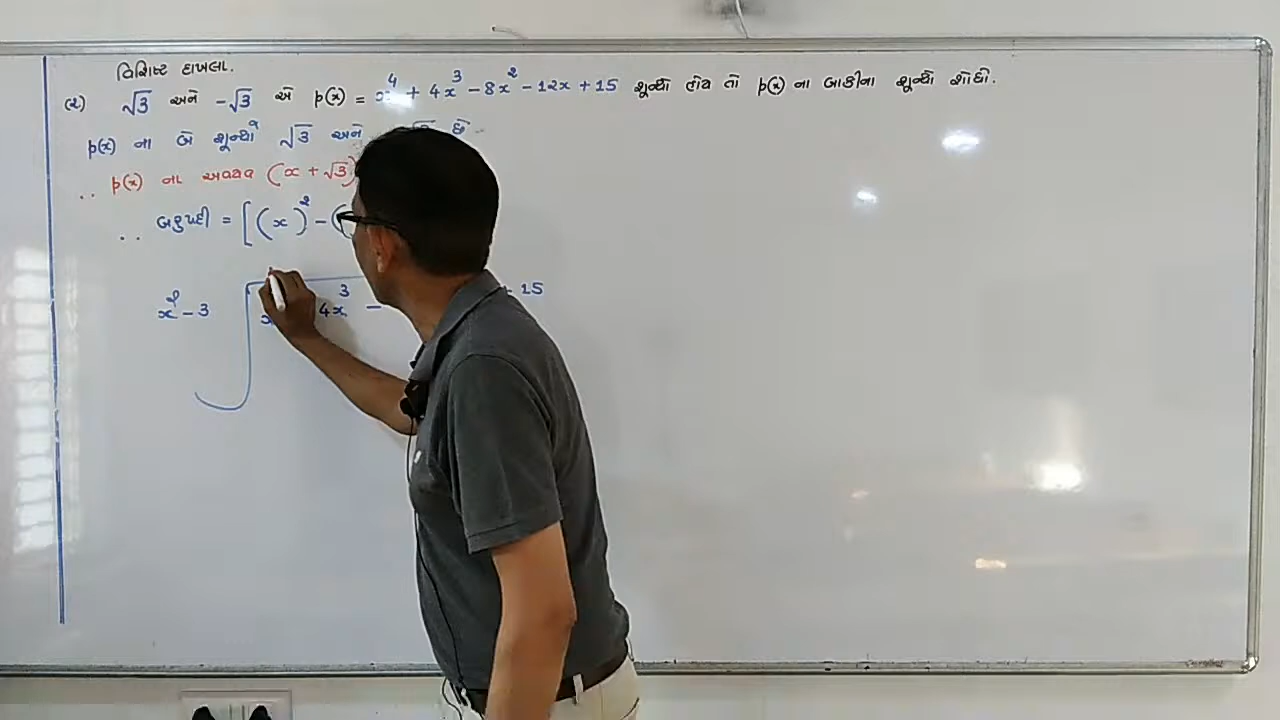 વિશિષ્ટ દાખલા.
(૨) √3 અને -√3 એ p(x) = x⁴ + 4x³ - 8x² - 12x + 15 શૂન્યો હોય તો p(x) ના બાકીના શૂન્યો શોધો.
p(x) ના બે શૂન્યો √3 અને છે
∴ p(x) ના અવયવ (x + √3)
∴ બહુપદી = [(x)² - (
x² - 3 4x³ - + 15